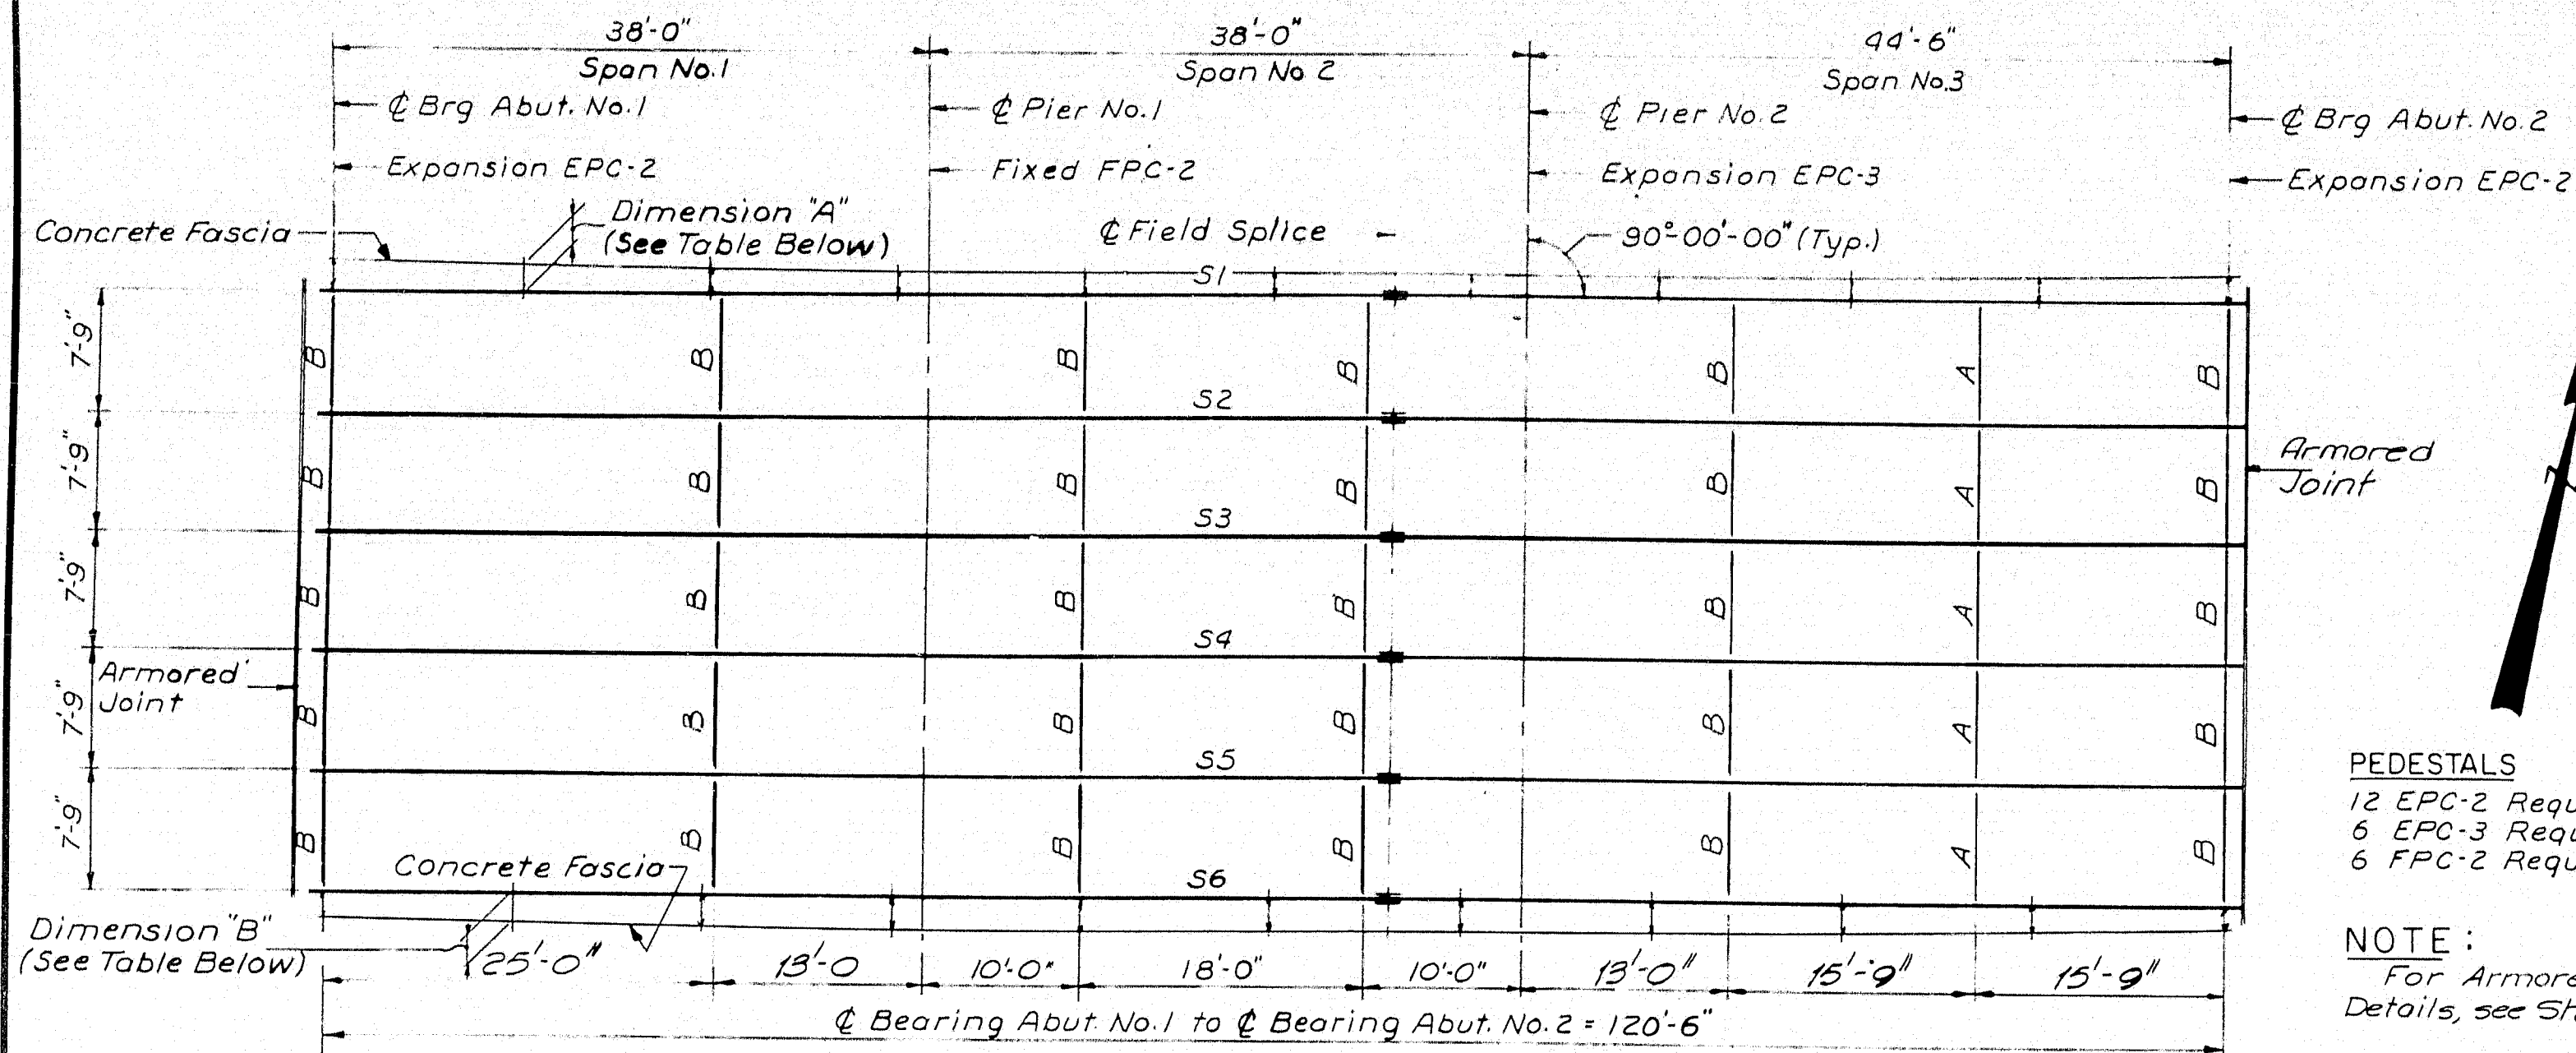 38'-0"
Span No.1
38'-0"
Span No 2
44'-6"
Span No.3
℄ Brg Abut. No.1
℄ Pier No.1
℄ Pier No.2
℄ Brg Abut. No.2
Expansion EPC-2
Fixed FPC-2
Expansion EPC-3
Expansion EPC-2
Concrete Fascia
Dimension "A"
(See Table Below)
℄ Field Splice
90°-00'-00" (Typ.)
S1
7'-9"
B B B B B A B
S2
7'-9"
B B B B B A B
Armored
Joint
S3
7'-9"
B B B B B A B
S4
7'-9"
Armored
Joint
B B B B B A B
S5
7'-9"
B B B B B A B
Concrete Fascia
S6
PEDESTALS
12 EPC-2 Requ
6 EPC-3 Requ
6 FPC-2 Requ
Dimension "B"
(See Table Below)
25'-0"
13'-0
10'-0"
18'-0"
10'-0"
13'-0"
15'-9"
15'-9"
℄ Bearing Abut. No.1 to ℄ Bearing Abut. No.2 = 120'-6"
NOTE:
For Armore
Details, see Sh